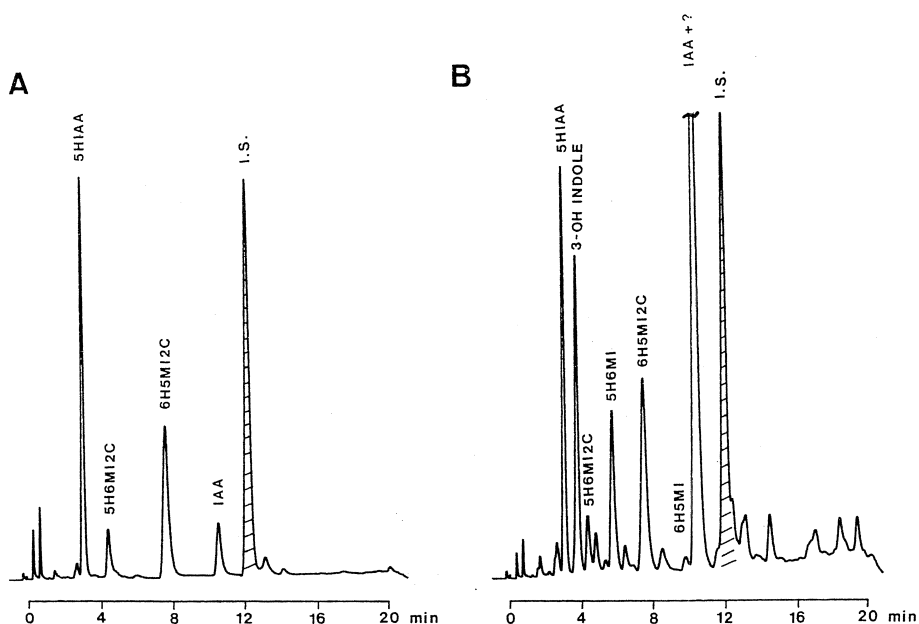 A
5HIAA
5H6MI2C
6H5MI2C
IAA
I.S.
0 4 8 12 16 20 min
B
5HIAA
3-OH INDOLE
5H6MI2C
5H6MI
6H5MI2C
6H5MI
IAA + ?
I.S.
0 4 8 12 16 20 min